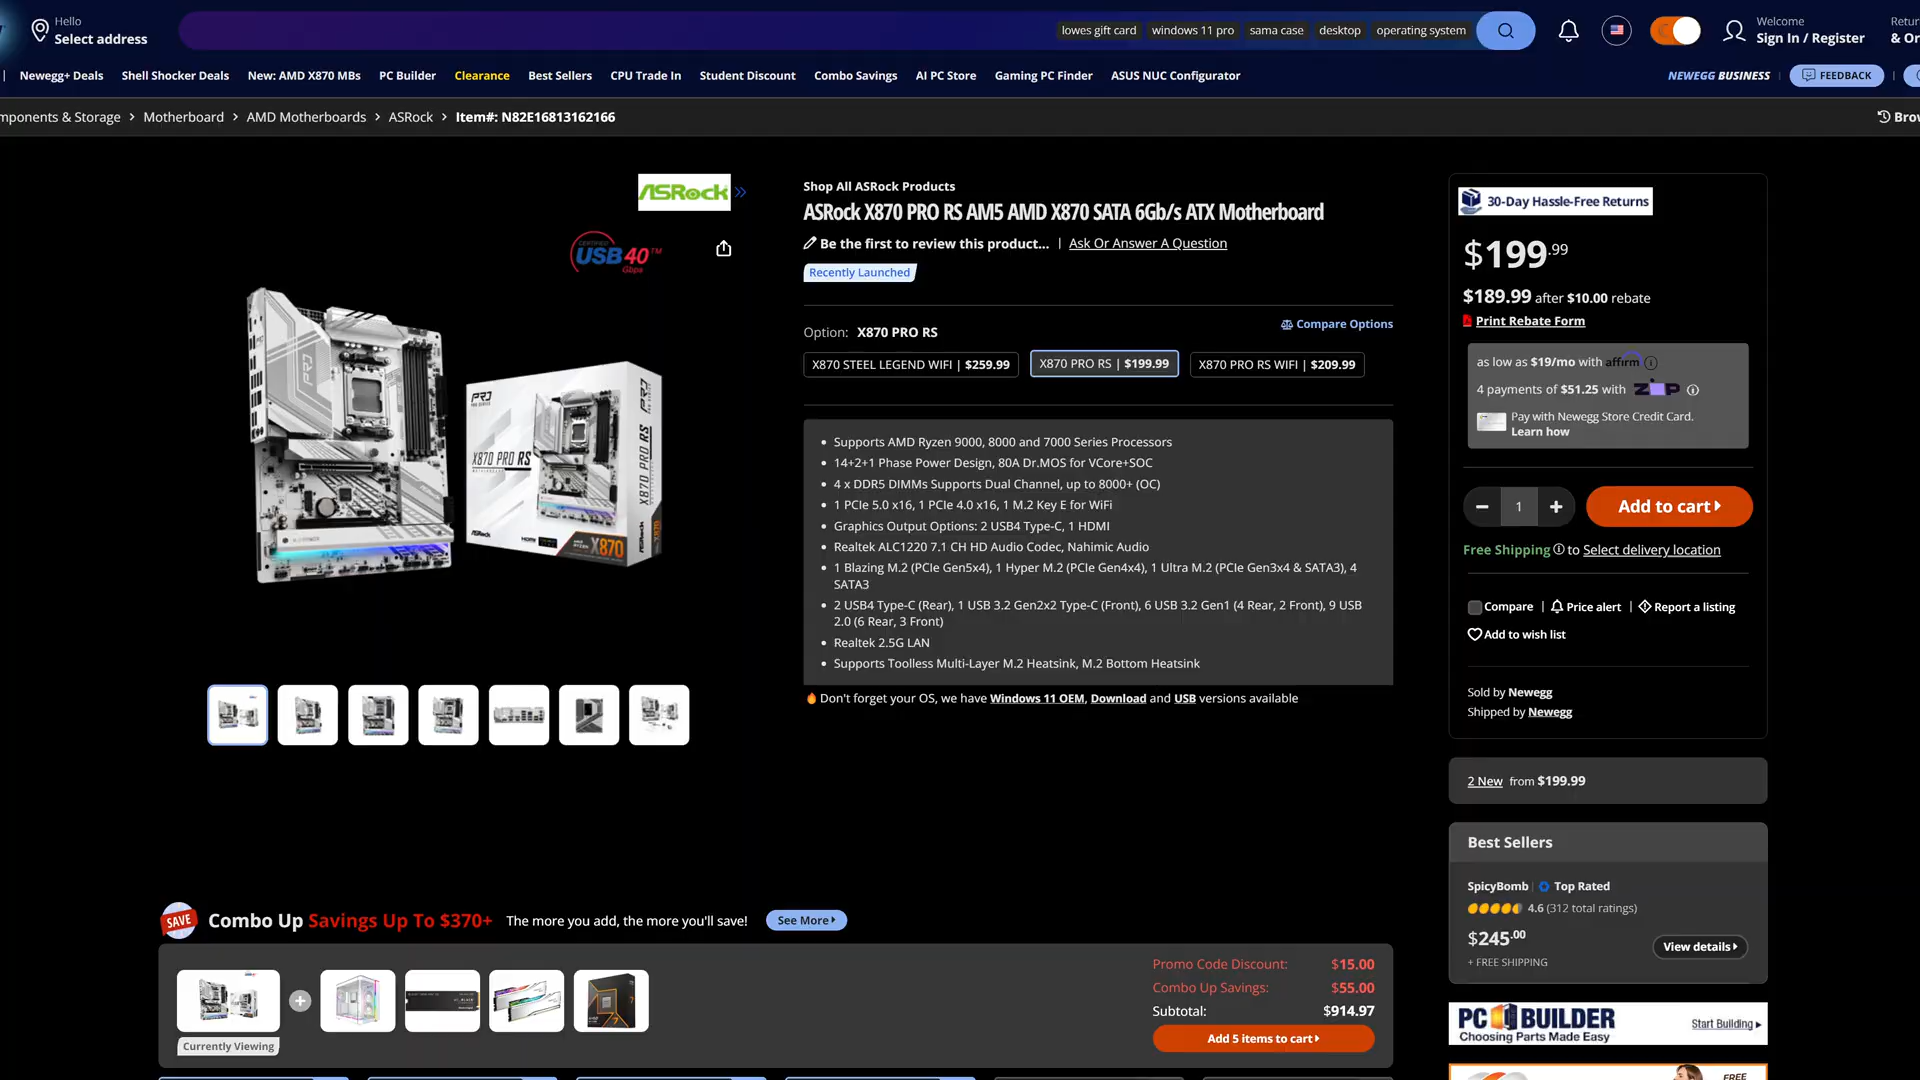 Hello
Select address
lowes gift card
windows 11 pro
sama case
desktop
operating system
Welcome
Sign In / Register
Retur
& Or
Newegg+ Deals
Shell Shocker Deals
New: AMD X870 MBs
PC Builder
Clearance
Best Sellers
CPU Trade In
Student Discount
Combo Savings
AI PC Store
Gaming PC Finder
ASUS NUC Configurator
NEWEGG BUSINESS
FEEDBACK
mponents & Storage > Motherboard > AMD Motherboards > ASRock > Item#: N82E16813162166
Brow
ASRock
CERTIFIED
USB 40 TM
Gbps
PRO RS
X870 PRO RS
X870 PRO RS
ASRock
HDMI
X870
Shop All ASRock Products
ASRock X870 PRO RS AM5 AMD X870 SATA 6Gb/s ATX Motherboard
Be the first to review this product... | Ask Or Answer A Question
Recently Launched
Option: X870 PRO RS
Compare Options
X870 STEEL LEGEND WIFI | $259.99
X870 PRO RS | $199.99
X870 PRO RS WIFI | $209.99
• Supports AMD Ryzen 9000, 8000 and 7000 Series Processors
• 14+2+1 Phase Power Design, 80A Dr.MOS for VCore+SOC
• 4 x DDR5 DIMMs Supports Dual Channel, up to 8000+ (OC)
• 1 PCIe 5.0 x16, 1 PCIe 4.0 x16, 1 M.2 Key E for WiFi
• Graphics Output Options: 2 USB4 Type-C, 1 HDMI
• Realtek ALC1220 7.1 CH HD Audio Codec, Nahimic Audio
• 1 Blazing M.2 (PCIe Gen5x4), 1 Hyper M.2 (PCIe Gen4x4), 1 Ultra M.2 (PCIe Gen3x4 & SATA3), 4
SATA3
• 2 USB4 Type-C (Rear), 1 USB 3.2 Gen2x2 Type-C (Front), 6 USB 3.2 Gen1 (4 Rear, 2 Front), 9 USB
2.0 (6 Rear, 3 Front)
• Realtek 2.5G LAN
• Supports Toolless Multi-Layer M.2 Heatsink, M.2 Bottom Heatsink
Don't forget your OS, we have Windows 11 OEM, Download and USB versions available
30-Day Hassle-Free Returns
$199.99
$189.99 after $10.00 rebate
Print Rebate Form
as low as $19/mo with affirm
4 payments of $51.25 with zip
Pay with Newegg Store Credit Card.
Learn how
− 1 +
Add to cart
Free Shipping to Select delivery location
Compare | Price alert | Report a listing
Add to wish list
Sold by Newegg
Shipped by Newegg
2 New from $199.99
Best Sellers
SpicyBomb | Top Rated
4.6 (312 total ratings)
$245.00
+ FREE SHIPPING
View details
PC BUILDER
Choosing Parts Made Easy
Start Building
FREE
SAVE
Combo Up Savings Up To $370+
The more you add, the more you'll save!
See More
Currently Viewing
Promo Code Discount: $15.00
Combo Up Savings: $55.00
Subtotal: $914.97
Add 5 items to cart